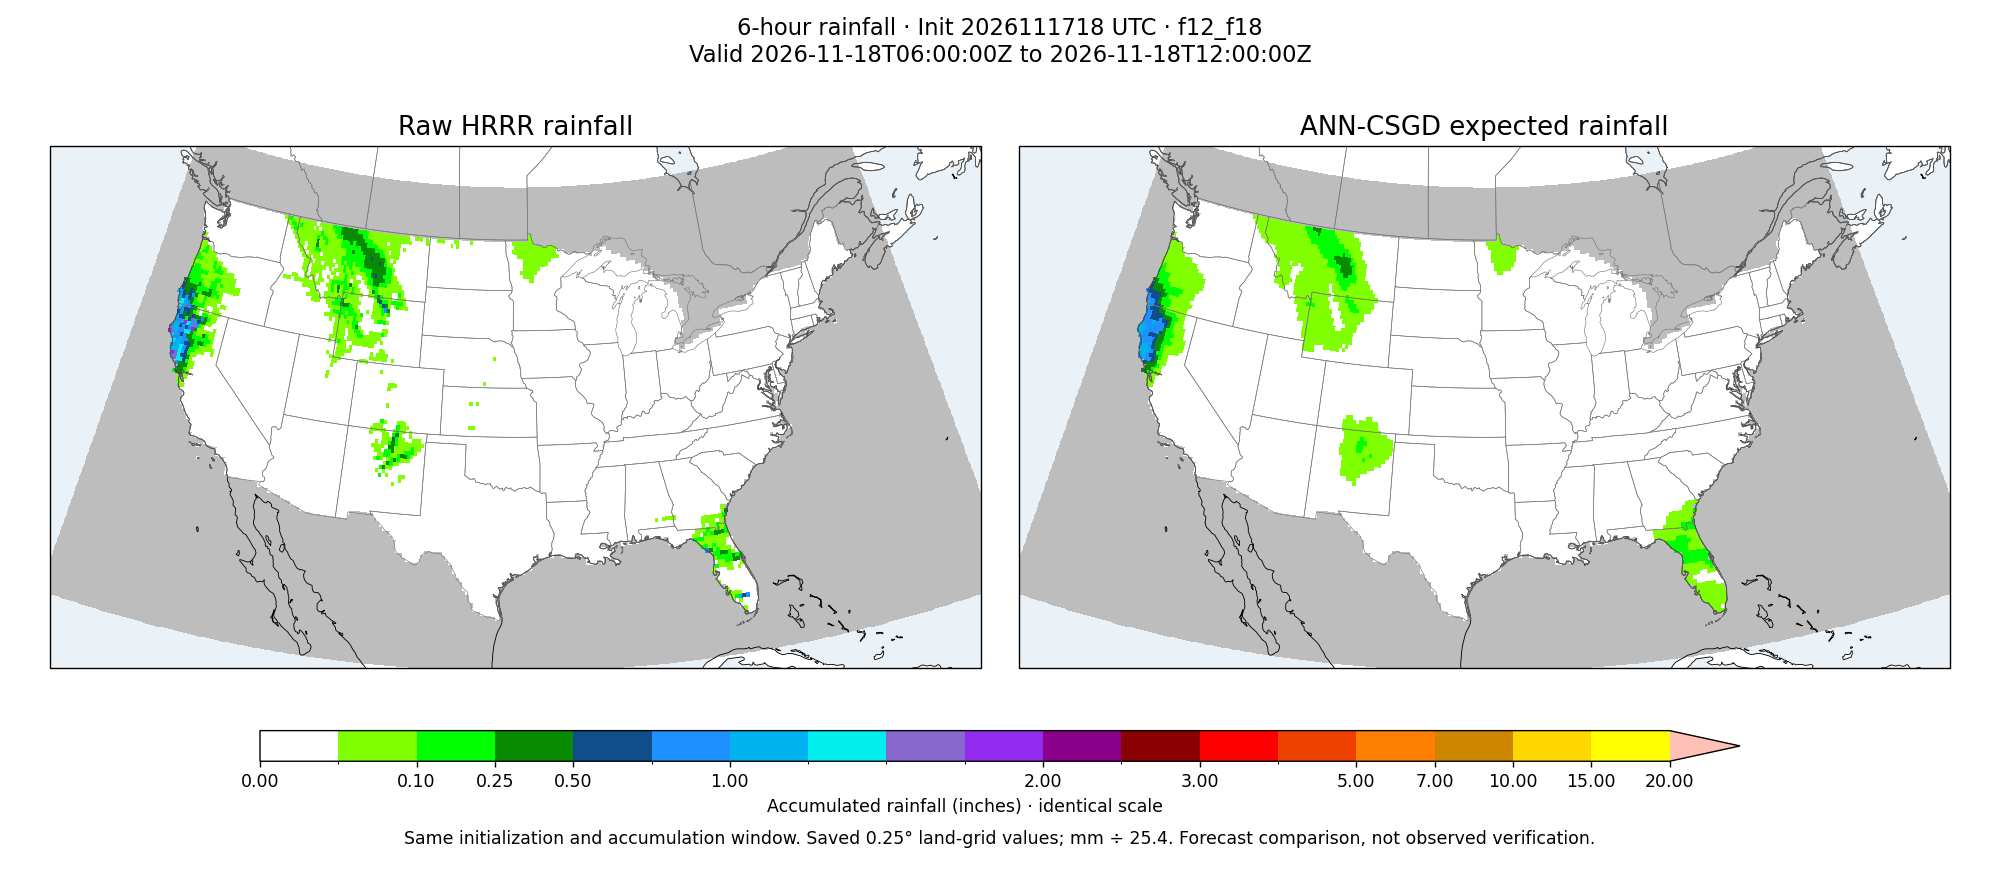 6-hour rainfall · Init 2026111718 UTC · f12_f18
Valid 2026-11-18T06:00:00Z to 2026-11-18T12:00:00Z
Raw HRRR rainfall
ANN-CSGD expected rainfall
0.00 0.10 0.25 0.50 1.00 2.00 3.00 5.00 7.00 10.00 15.00 20.00
Accumulated rainfall (inches) · identical scale
Same initialization and accumulation window. Saved 0.25° land-grid values; mm ÷ 25.4. Forecast comparison, not observed verification.